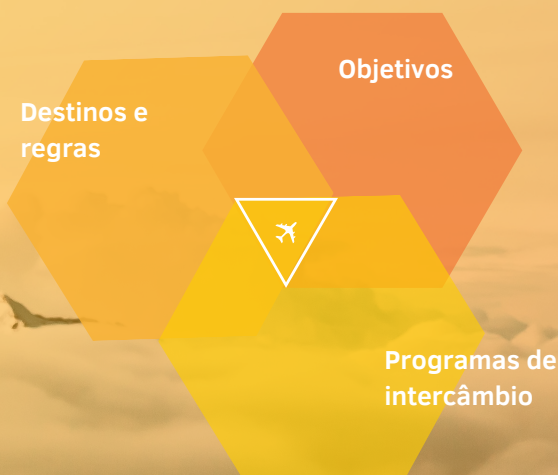 Objetivos
Destinos e
regras
Programas de
intercâmbio